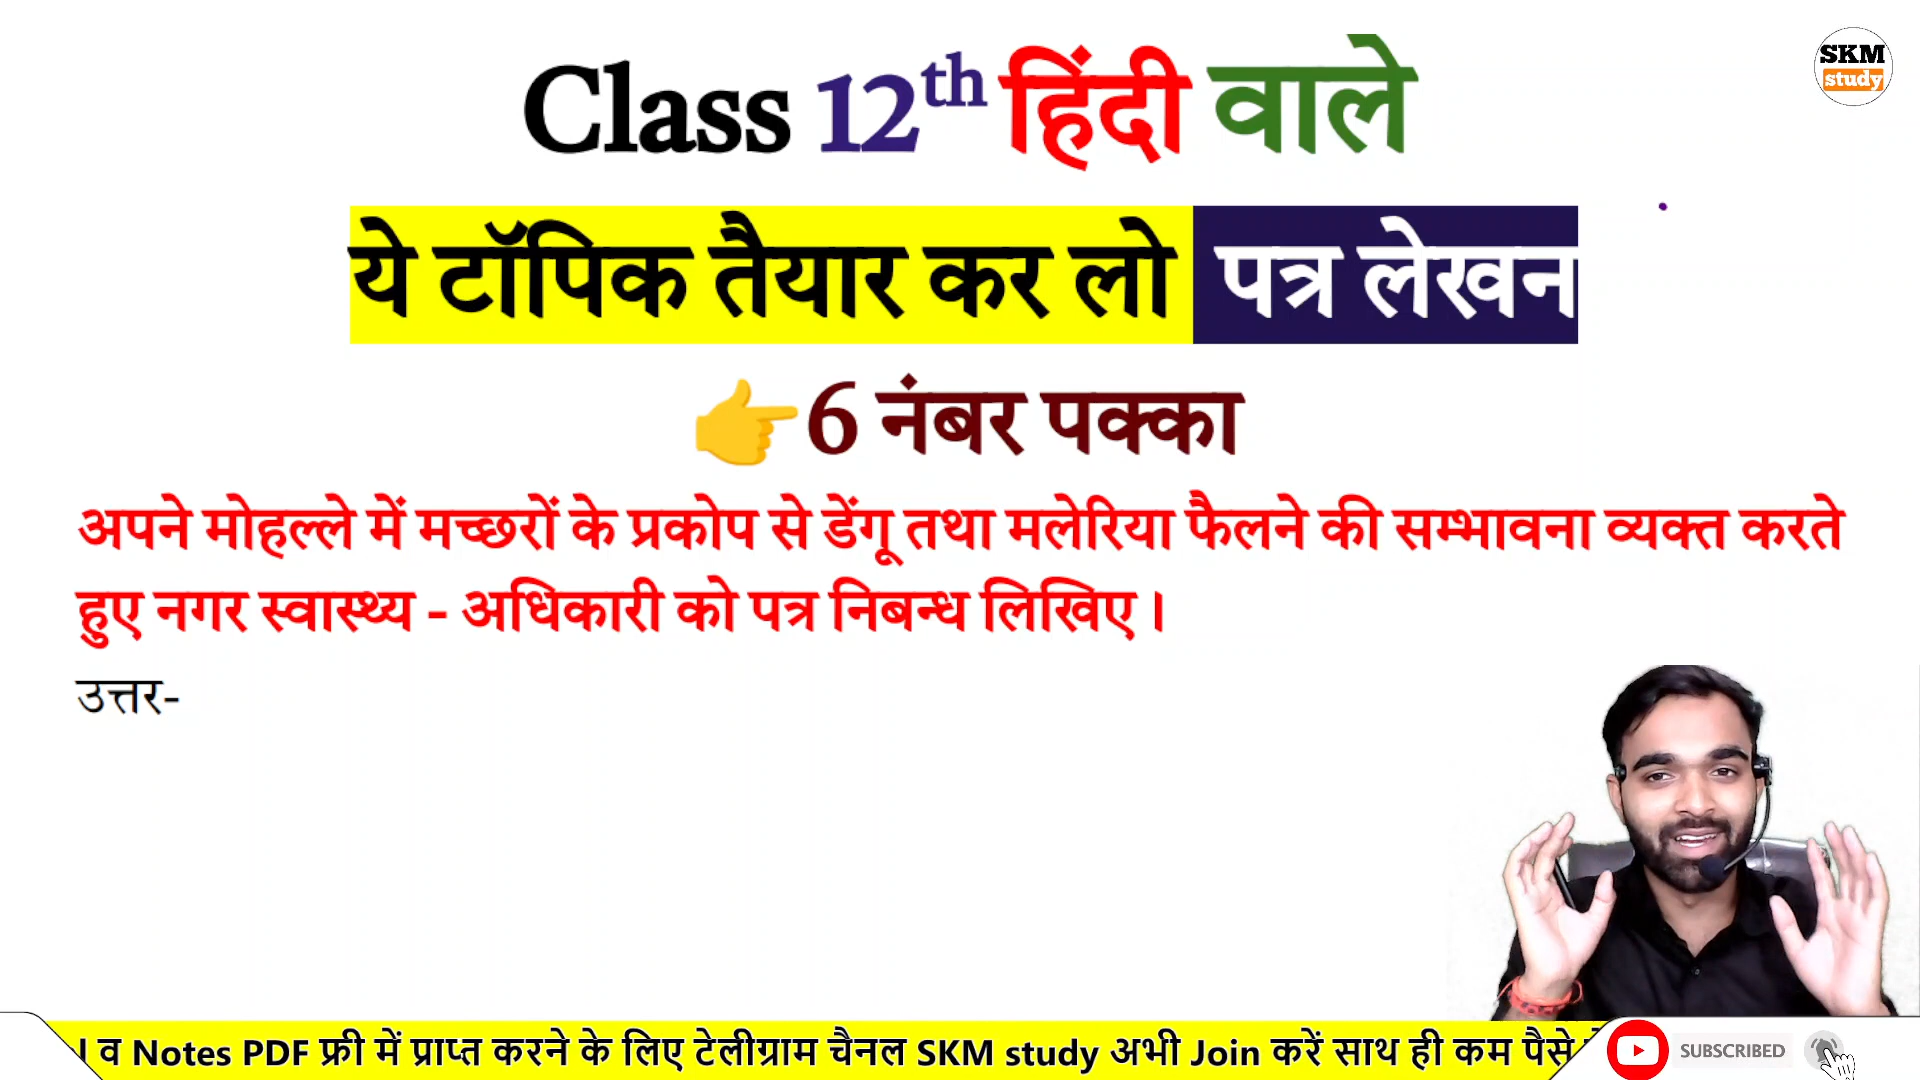 SKM
study
Class 12th हिंदी वाले
ये टॉपिक तैयार कर लो पत्र लेखन
👉6 नंबर पक्का
अपने मोहल्ले में मच्छरों के प्रकोप से डेंगू तथा मलेरिया फैलने की सम्भावना व्यक्त करते
हुए नगर स्वास्थ्य - अधिकारी को पत्र निबन्ध लिखिए।
उत्तर-
व Notes PDF फ्री में प्राप्त करने के लिए टेलीग्राम चैनल SKM study अभी Join करें साथ ही कम पैसे
SUBSCRIBED